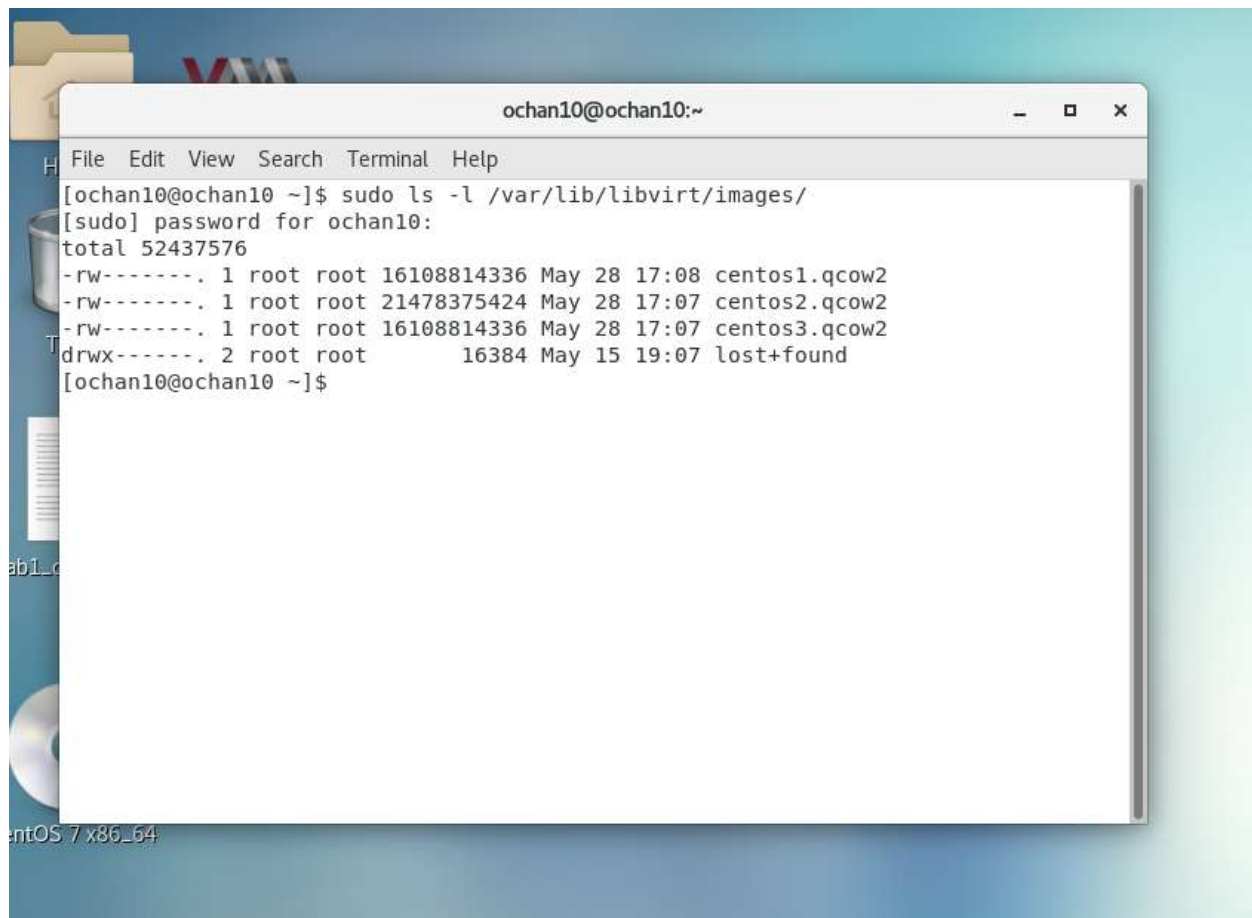 ochan10@ochan10:~
File Edit View Search Terminal Help
[ochan10@ochan10 ~]$ sudo ls -l /var/lib/libvirt/images/
[sudo] password for ochan10:
total 52437576
-rw-------. 1 root root 16108814336 May 28 17:08 centos1.qcow2
-rw-------. 1 root root 21478375424 May 28 17:07 centos2.qcow2
-rw-------. 1 root root 16108814336 May 28 17:07 centos3.qcow2
drwx------. 2 root root       16384 May 15 19:07 lost+found
[ochan10@ochan10 ~]$
entOS 7 x86_64